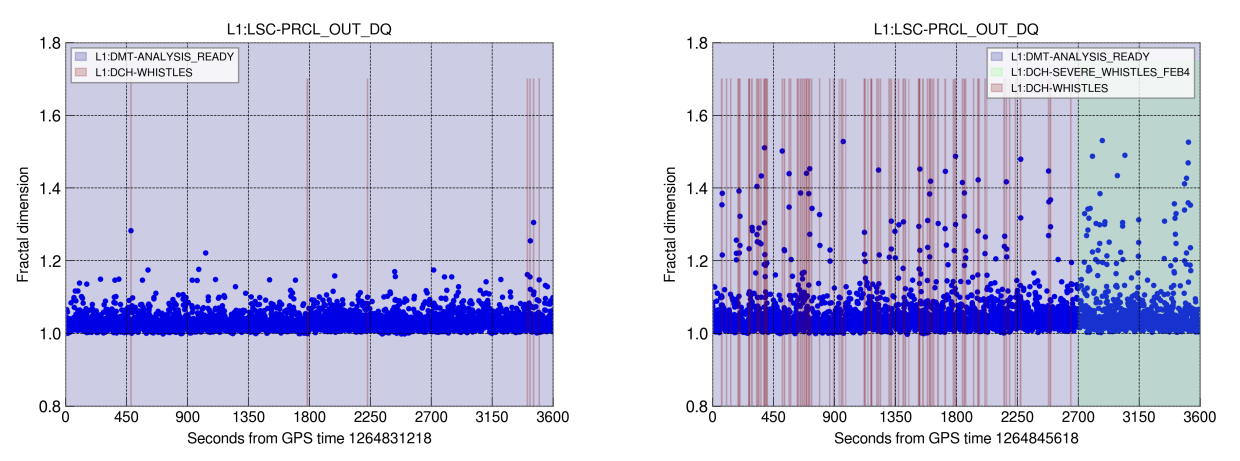 L1:LSC-PRCL_OUT_DQ
L1:DMT-ANALYSIS_READY
L1:DCH-WHISTLES
Fractal dimension
1.8
1.6
1.4
1.2
1.0
0.8
0 450 900 1350 1800 2250 2700 3150 3600
Seconds from GPS time 1264831218
L1:LSC-PRCL_OUT_DQ
L1:DMT-ANALYSIS_READY
L1:DCH-SEVERE_WHISTLES_FEB4
L1:DCH-WHISTLES
Fractal dimension
1.8
1.6
1.4
1.2
1.0
0.8
0 450 900 1350 1800 2250 2700 3150 3600
Seconds from GPS time 1264845618